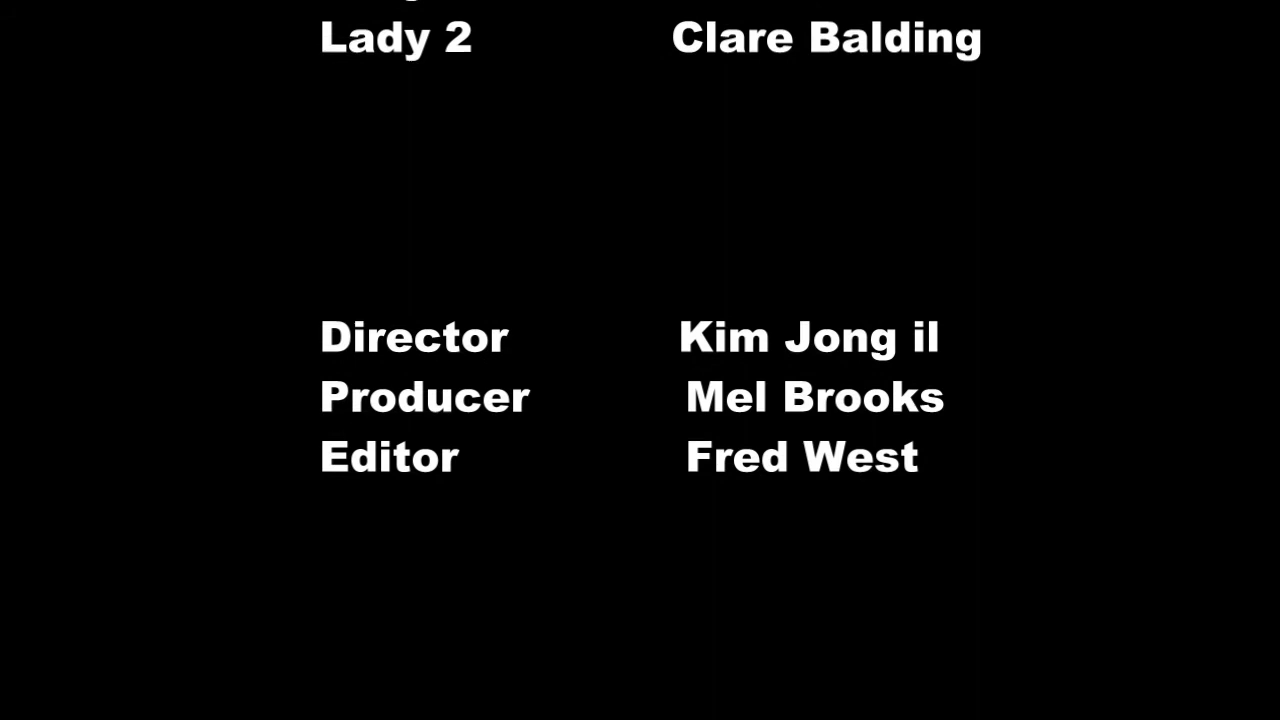 Lady 2 Clare Balding
Director Kim Jong il
Producer Mel Brooks
Editor Fred West